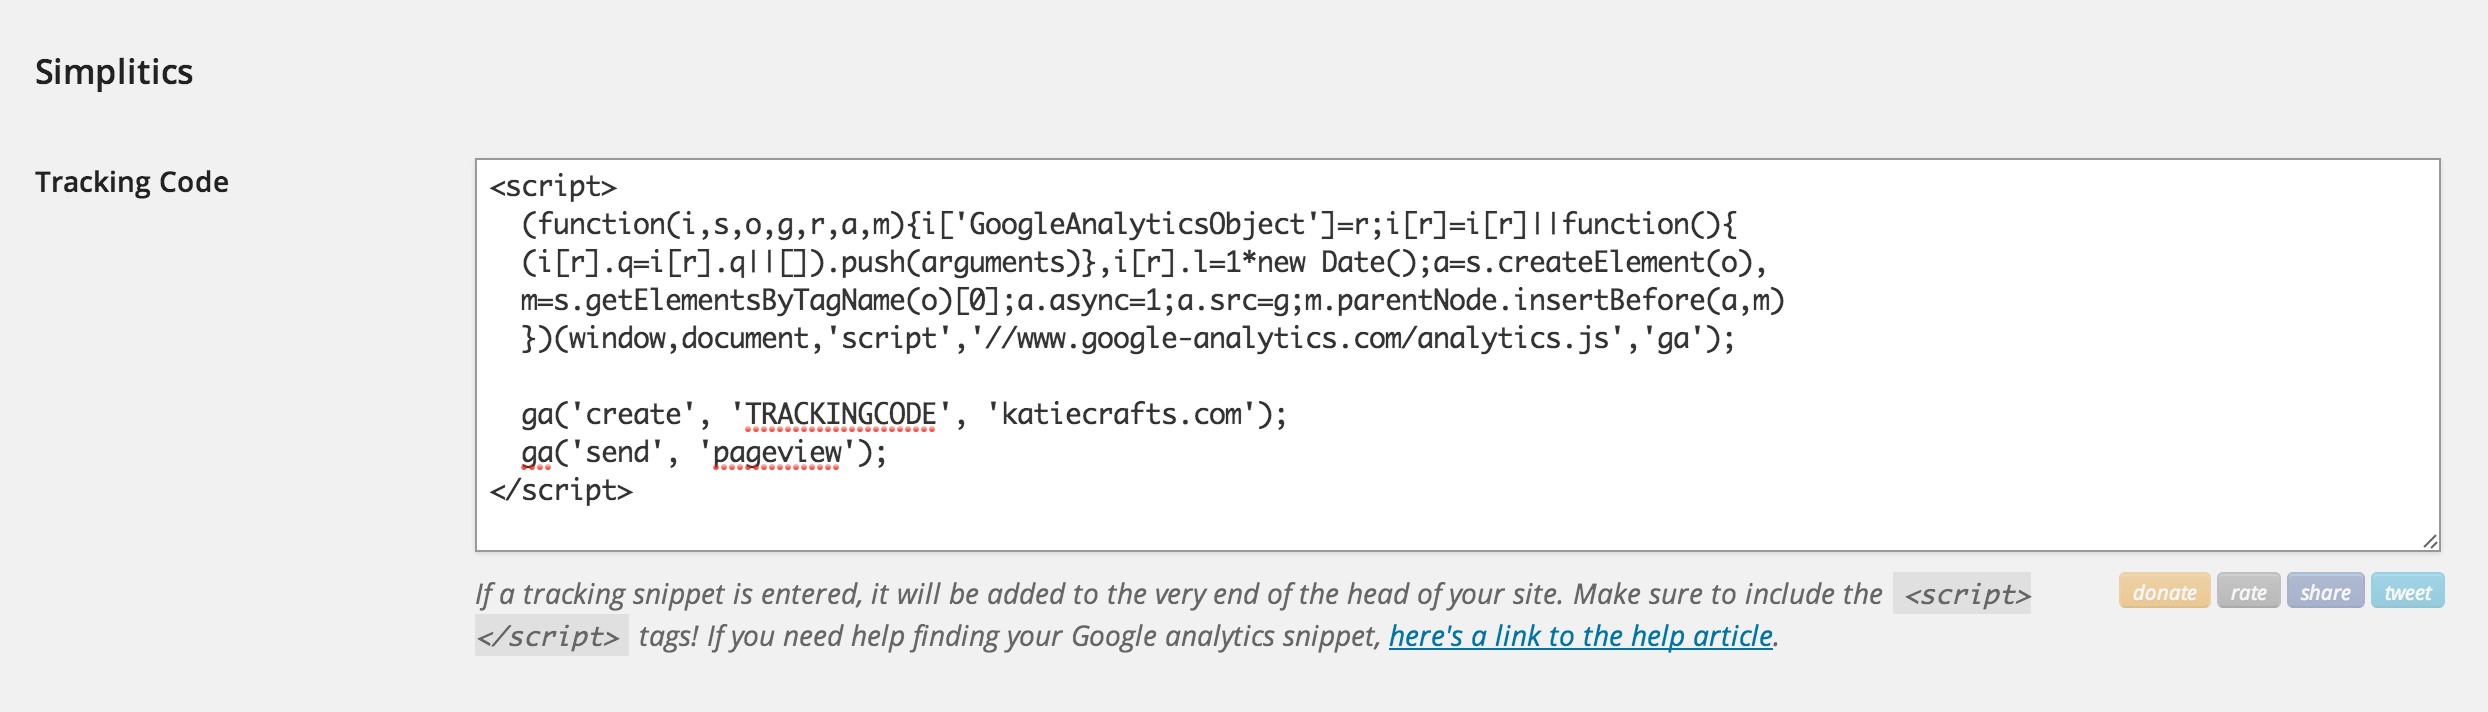 Simplitics
Tracking Code
<script>
(function(i,s,o,g,r,a,m){i['GoogleAnalyticsObject']=r;i[r]=i[r]||function(){
(i[r].q=i[r].q||[]).push(arguments)},i[r].l=1*new Date();a=s.createElement(o),
m=s.getElementsByTagName(o)[0];a.async=1;a.src=g;m.parentNode.insertBefore(a,m)
})(window,document,'script','//www.google-analytics.com/analytics.js','ga');
ga('create', 'TRACKINGCODE', 'katiecrafts.com');
ga('send', 'pageview');
</script>
If a tracking snippet is entered, it will be added to the very end of the head of your site. Make sure to include the <script>
</script> tags! If you need help finding your Google analytics snippet, here's a link to the help article.
donate rate share tweet